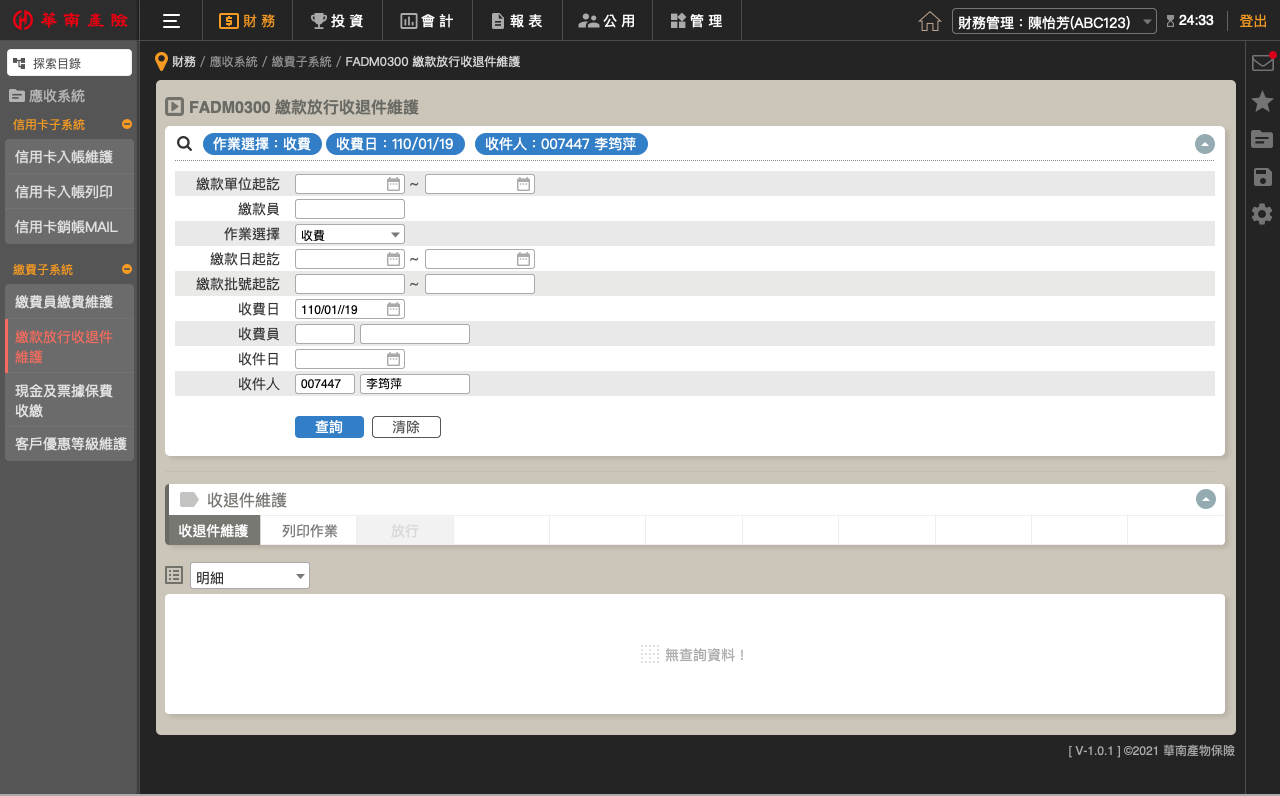 華南產險
財務
投資
會計
報表
公用
管理
財務管理：陳怡芳(ABC123)
24:33
登出
探索目錄
應收系統
信用卡子系統
信用卡入帳維護
信用卡入帳列印
信用卡銷帳MAIL
繳費子系統
繳費員繳費維護
繳款放行收退件
維護
現金及票據保費
收繳
客戶優惠等級維護
財務 / 應收系統 / 繳費子系統 / FADM0300 繳款放行收退件維護
FADM0300 繳款放行收退件維護
作業選擇：收費 收費日：110/01/19 收件人：007447 李筠萍
繳款單位起訖 ~
繳款員
作業選擇 收費
繳款日起訖 ~
繳款批號起訖 ~
收費日 110/01//19
收費員
收件日
收件人 007447 李筠萍
查詢 清除
收退件維護
收退件維護 列印作業 放行
明細
無查詢資料！
[ V-1.0.1 ] ©2021 華南產物保險